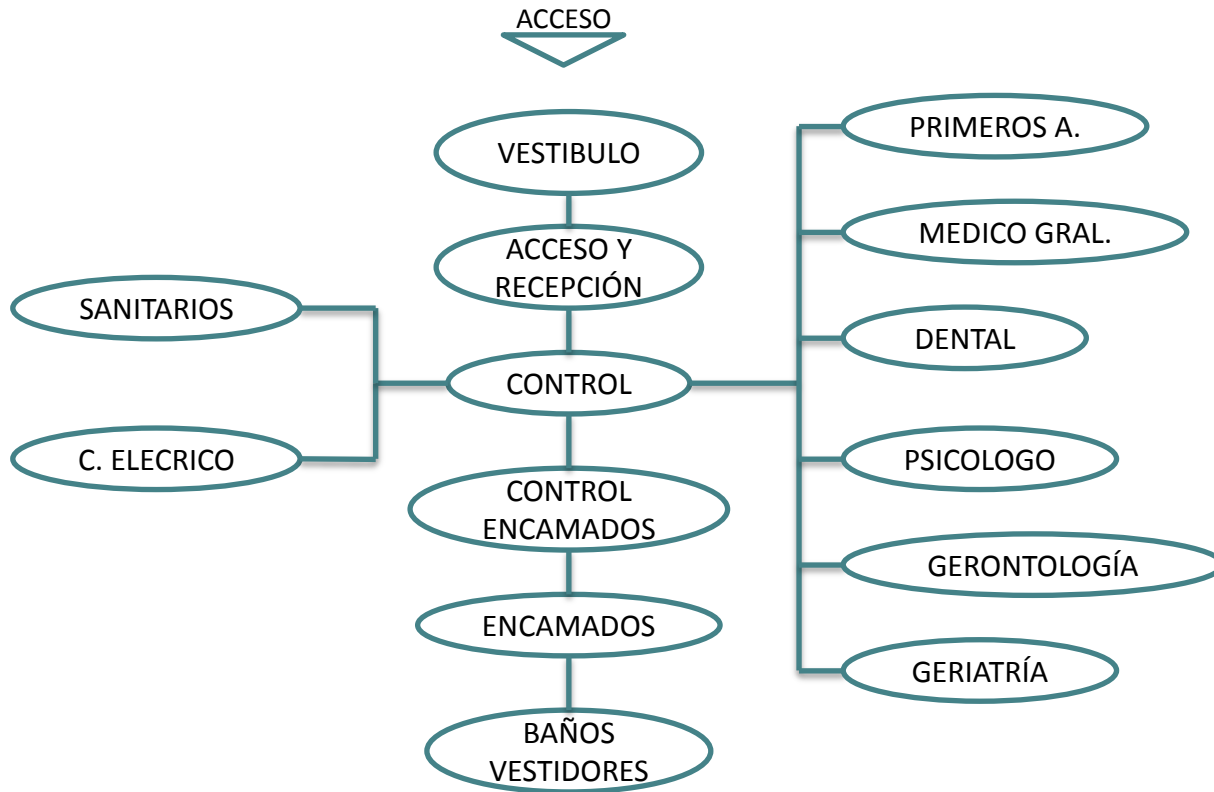 ACCESO
VESTIBULO
ACCESO Y
RECEPCIÓN
CONTROL
CONTROL
ENCAMADOS
ENCAMADOS
BAÑOS
VESTIDORES
SANITARIOS
C. ELECRICO
PRIMEROS A.
MEDICO GRAL.
DENTAL
PSICOLOGO
GERONTOLOGÍA
GERIATRÍA